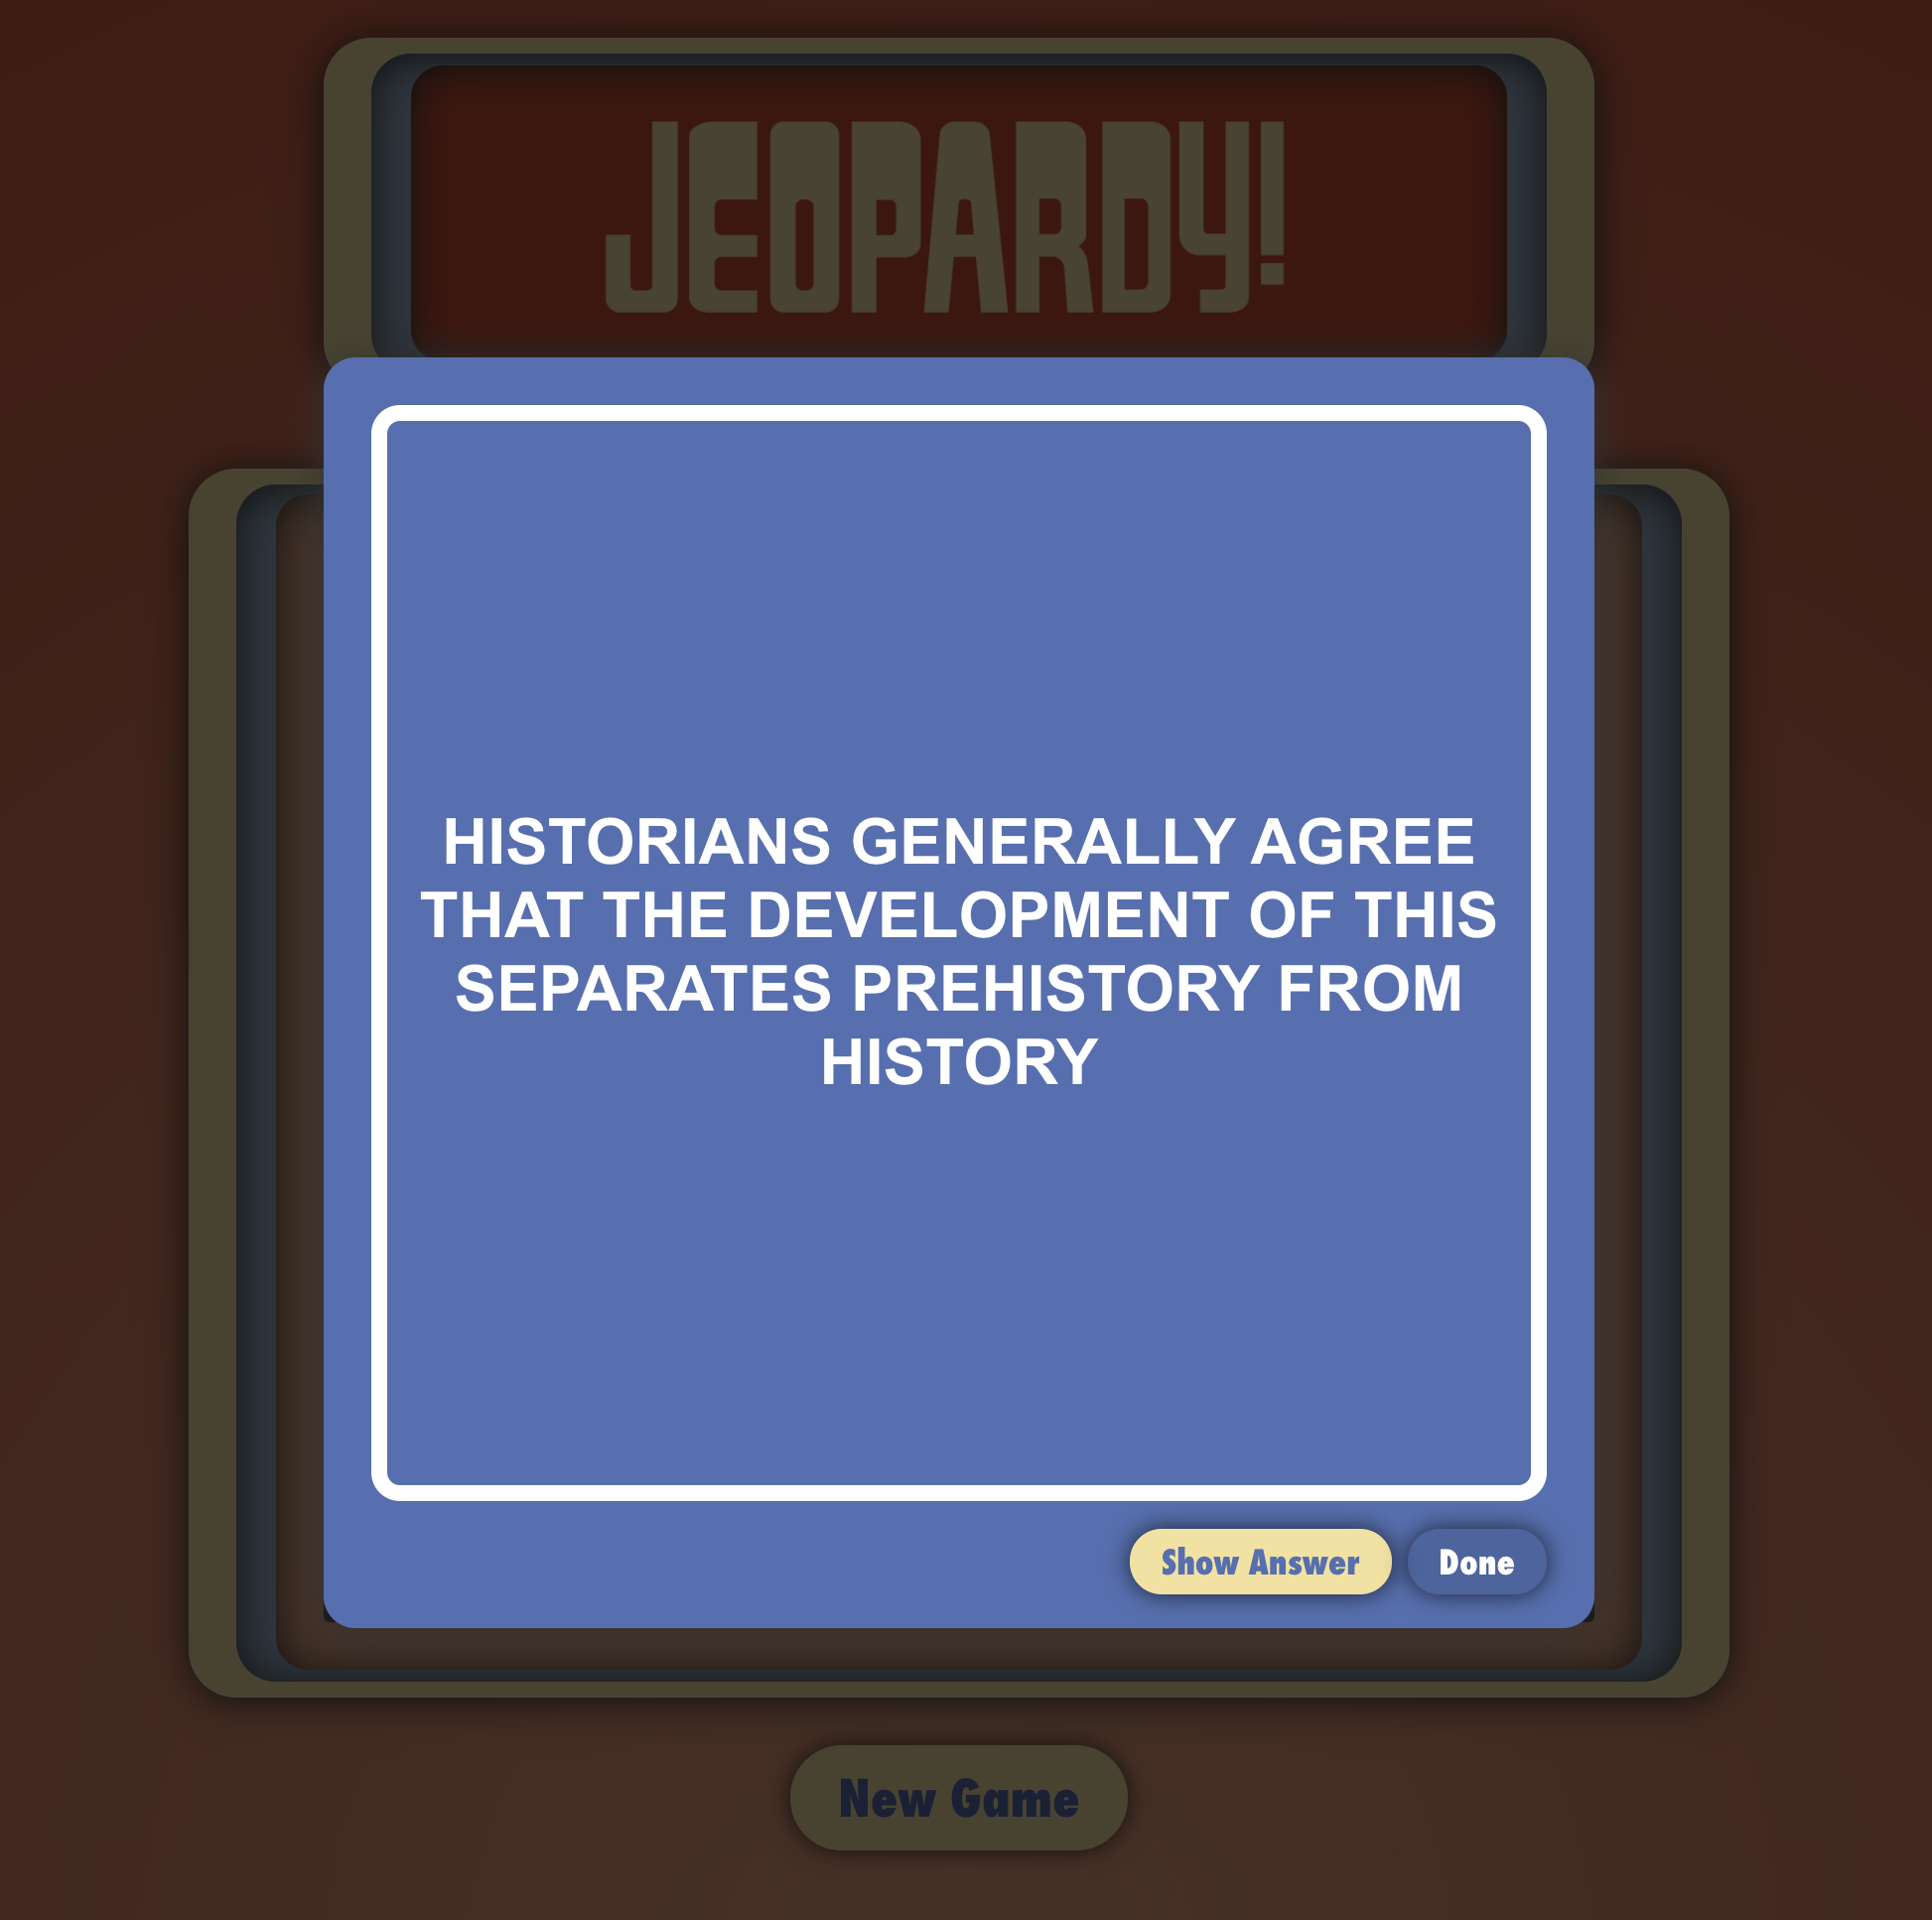 JEOPARDY!
HISTORIANS GENERALLY AGREE
THAT THE DEVELOPMENT OF THIS
SEPARATES PREHISTORY FROM
HISTORY
Show Answer
Done
New Game